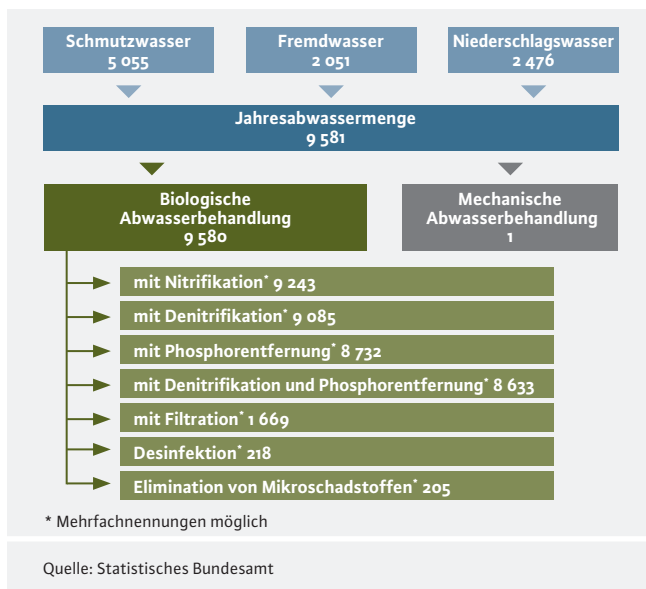 Schmutzwasser
5 055
Fremdwasser
2 051
Niederschlagswasser
2 476
Jahresabwassermenge
9 581
Biologische
Abwasserbehandlung
9 580
Mechanische
Abwasserbehandlung
1
mit Nitrifikation* 9 243
mit Denitrifikation* 9 085
mit Phosphorentfernung* 8 732
mit Denitrifikation und Phosphorentfernung* 8 633
mit Filtration* 1 669
Desinfektion* 218
Elimination von Mikroschadstoffen* 205
* Mehrfachnennungen möglich
Quelle: Statistisches Bundesamt